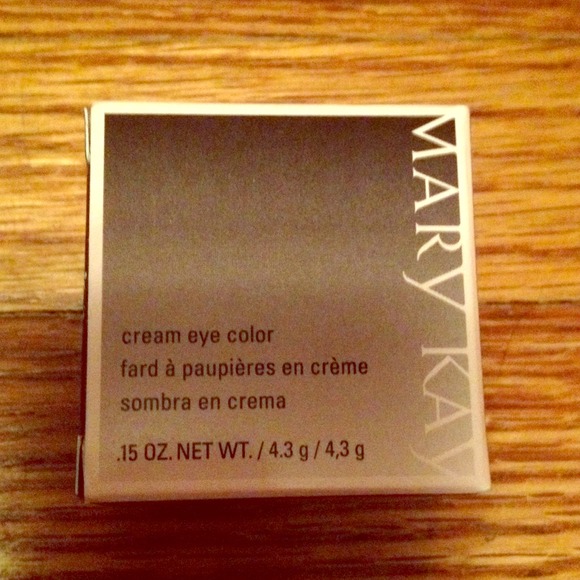 MARY KAY
cream eye color
fard à paupières en crème
sombra en crema
.15 OZ. NET WT. / 4.3 g / 4,3 g